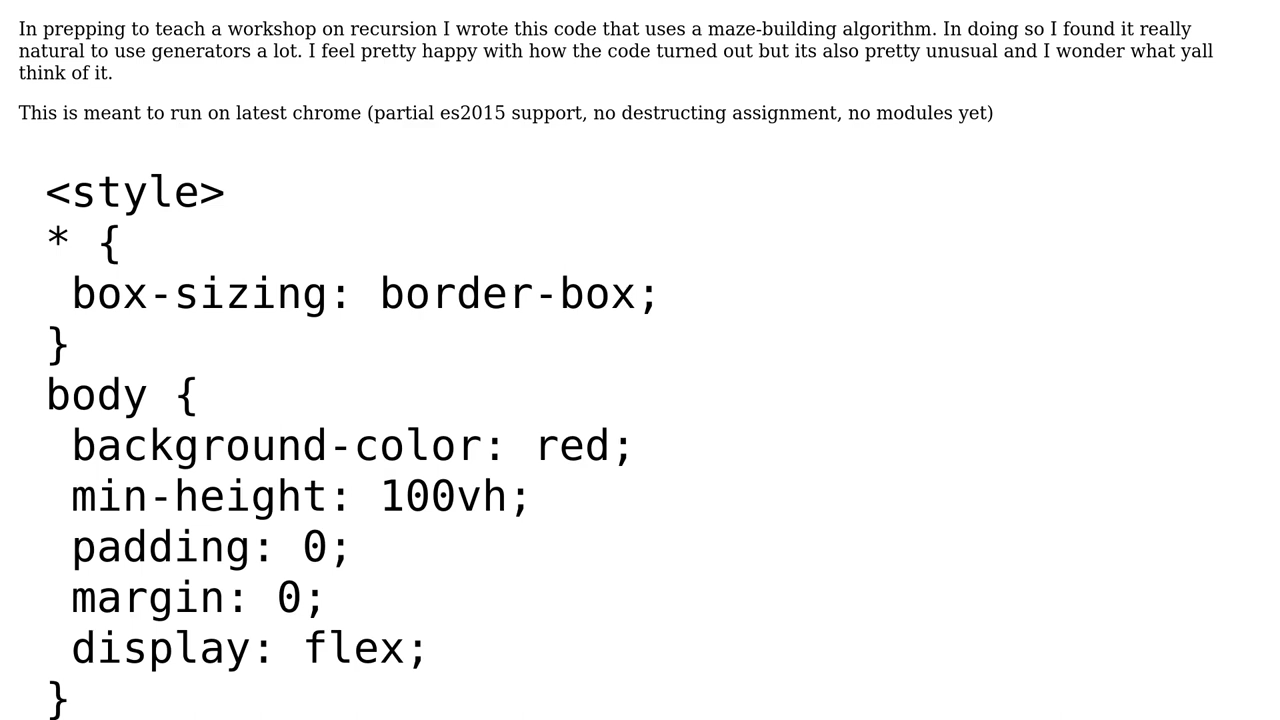 In prepping to teach a workshop on recursion I wrote this code that uses a maze-building algorithm. In doing so I found it really
natural to use generators a lot. I feel pretty happy with how the code turned out but its also pretty unusual and I wonder what yall
think of it.
This is meant to run on latest chrome (partial es2015 support, no destructing assignment, no modules yet)
<style>
* {
 box-sizing: border-box;
}
body {
 background-color: red;
 min-height: 100vh;
 padding: 0;
 margin: 0;
 display: flex;
}